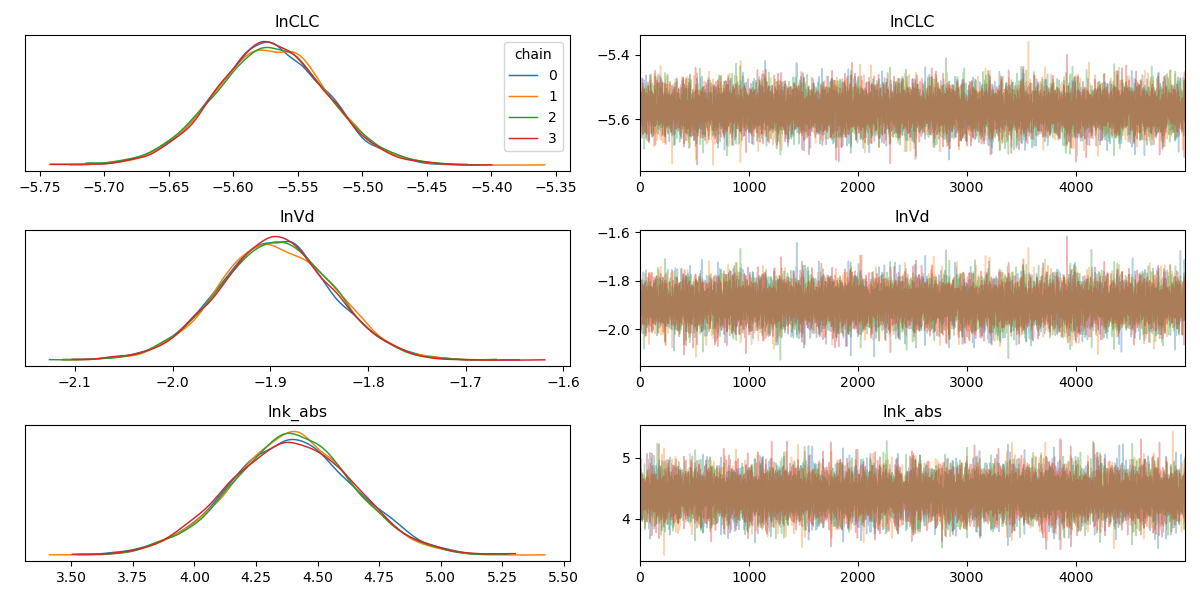 lnCLC
chain
0
1
2
3
−5.75 −5.70 −5.65 −5.60 −5.55 −5.50 −5.45 −5.40 −5.35
lnCLC
−5.4
−5.6
0 1000 2000 3000 4000
lnVd
−2.1 −2.0 −1.9 −1.8 −1.7 −1.6
lnVd
−1.6
−1.8
−2.0
0 1000 2000 3000 4000
lnk_abs
3.50 3.75 4.00 4.25 4.50 4.75 5.00 5.25 5.50
lnk_abs
5
4
0 1000 2000 3000 4000